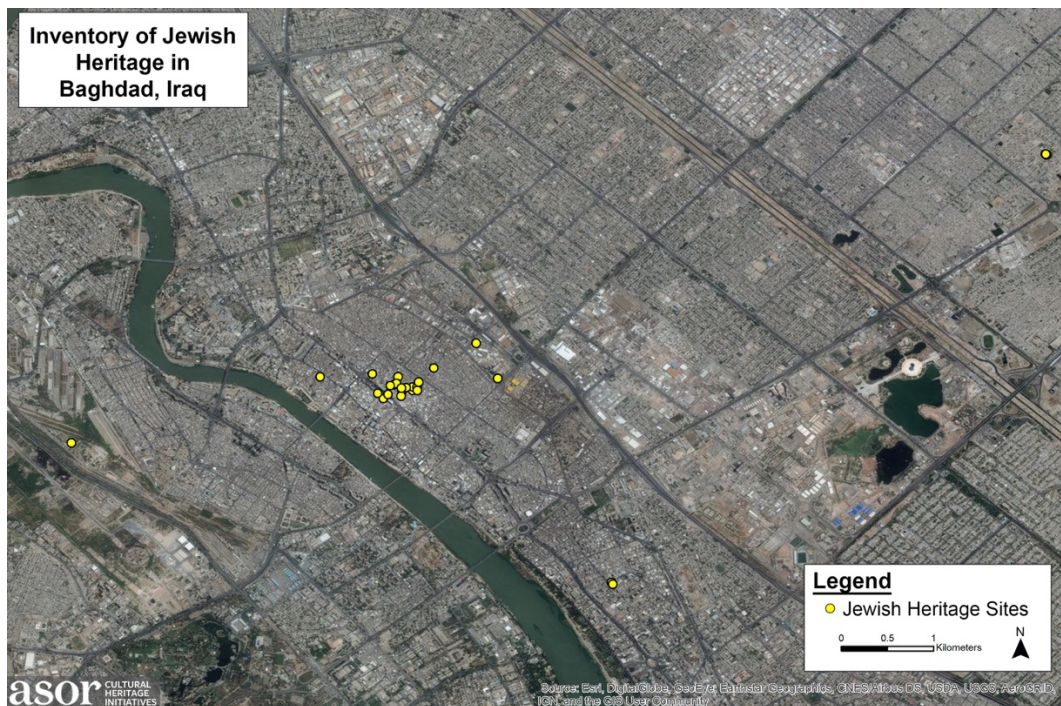 Inventory of Jewish
Heritage in
Baghdad, Iraq
Legend
Jewish Heritage Sites
0 0.5 1
Kilometers
N
asor CULTURAL
HERITAGE
INITIATIVES
Source: Esri, DigitalGlobe, GeoEye, Earthstar Geographics, CNES/Airbus DS, USDA, USGS, AeroGRID,
IGN, and the GIS User Community